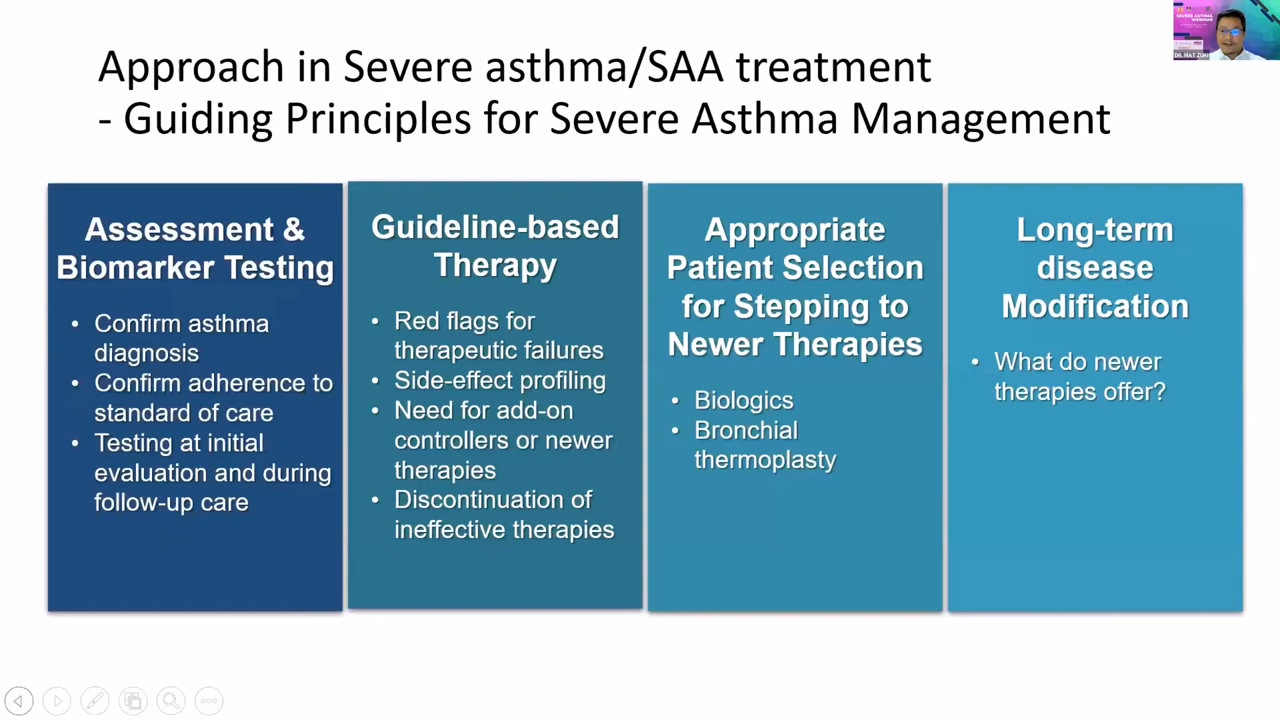 Approach in Severe asthma/SAA treatment
- Guiding Principles for Severe Asthma Management
SEVERE ASTHMA
WEBINAR
Assessment &
Biomarker Testing
• Confirm asthma
diagnosis
• Confirm adherence to
standard of care
• Testing at initial
evaluation and during
follow-up care
Guideline-based
Therapy
• Red flags for
therapeutic failures
• Side-effect profiling
• Need for add-on
controllers or newer
therapies
• Discontinuation of
ineffective therapies
Appropriate
Patient Selection
for Stepping to
Newer Therapies
• Biologics
• Bronchial
thermoplasty
Long-term
disease
Modification
• What do newer
therapies offer?